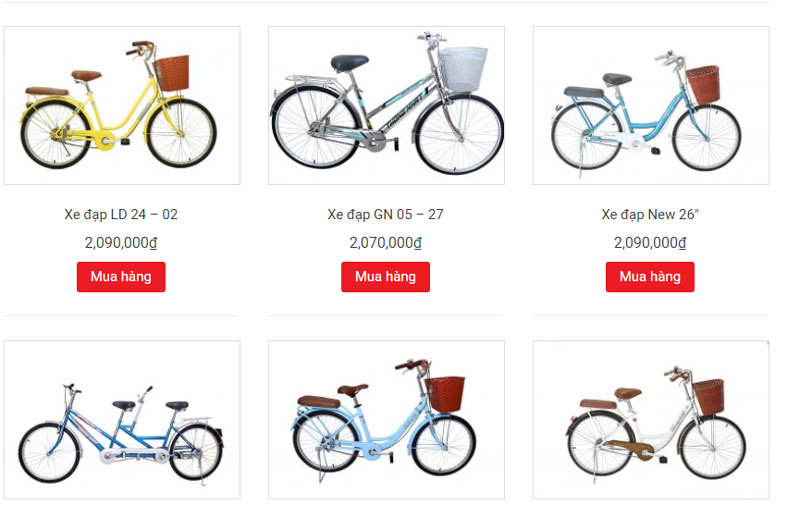 Xe đạp LD 24 – 02
2,090,000₫
Mua hàng
Xe đạp GN 05 – 27
2,070,000₫
Mua hàng
Xe đạp New 26"
2,090,000₫
Mua hàng